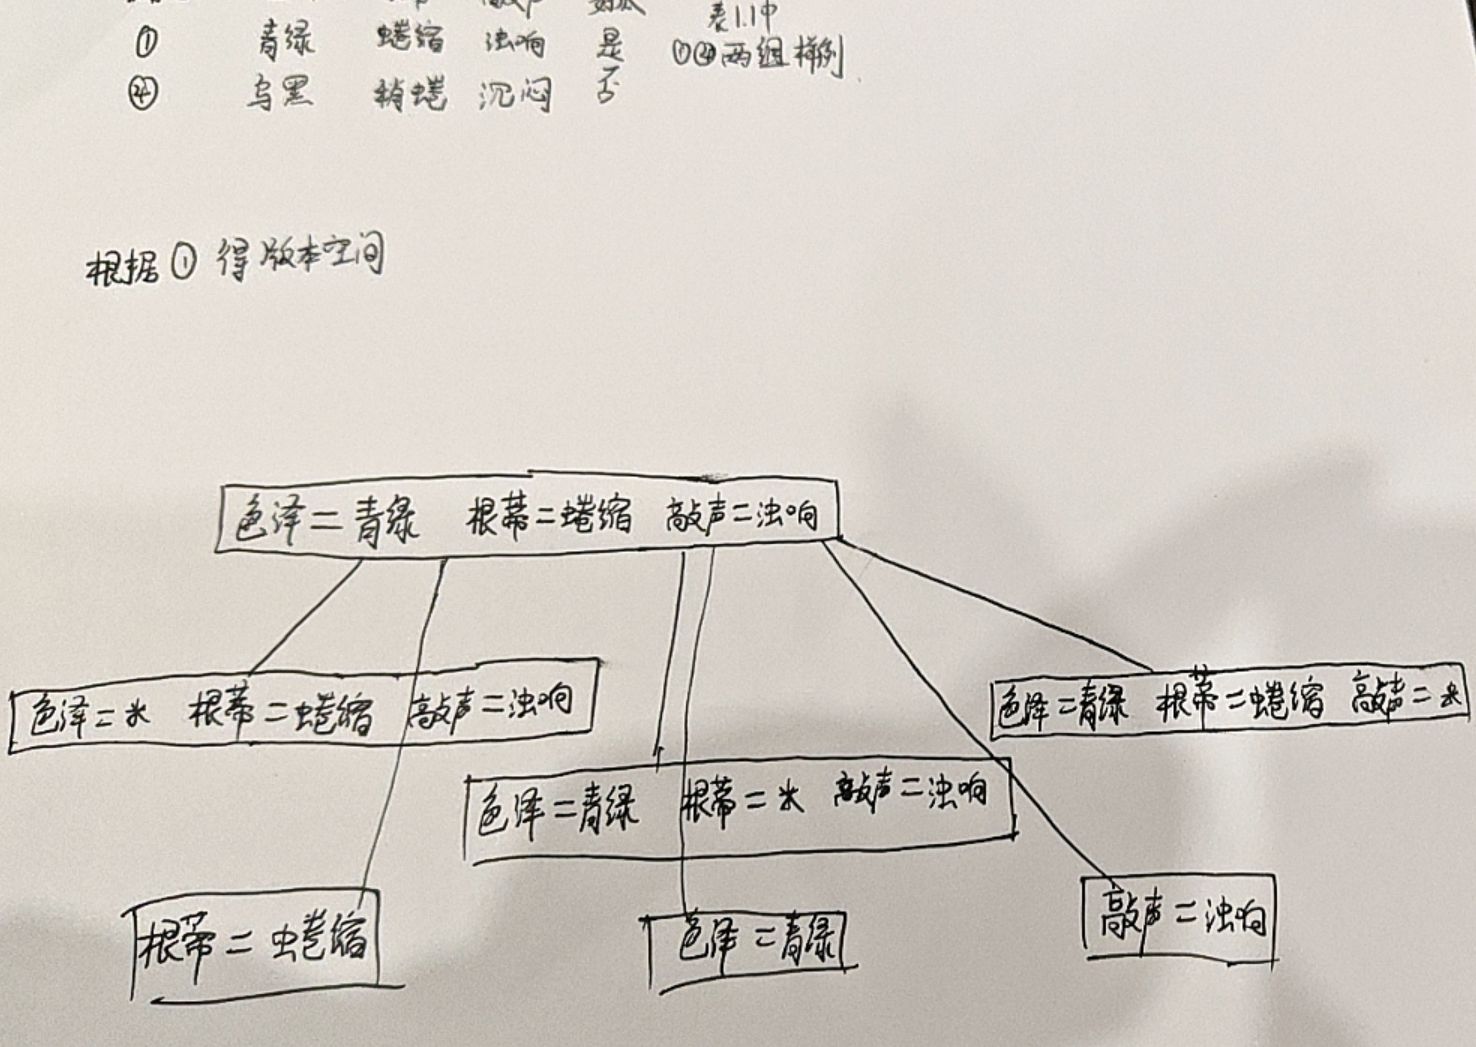 敲声 好瓜
表1.1中
① 青绿 蜷缩 浊响 是 ①④两组样例
④ 乌黑 稍蜷 沉闷 否
根据① 得版本空间
色泽=青绿 根蒂=蜷缩 敲声=浊响
色泽=* 根蒂=蜷缩 敲声=浊响
色泽=青绿 根蒂=蜷缩 敲声=*
色泽=青绿 根蒂=* 敲声=浊响
根蒂=蜷缩
色泽=青绿
敲声=浊响